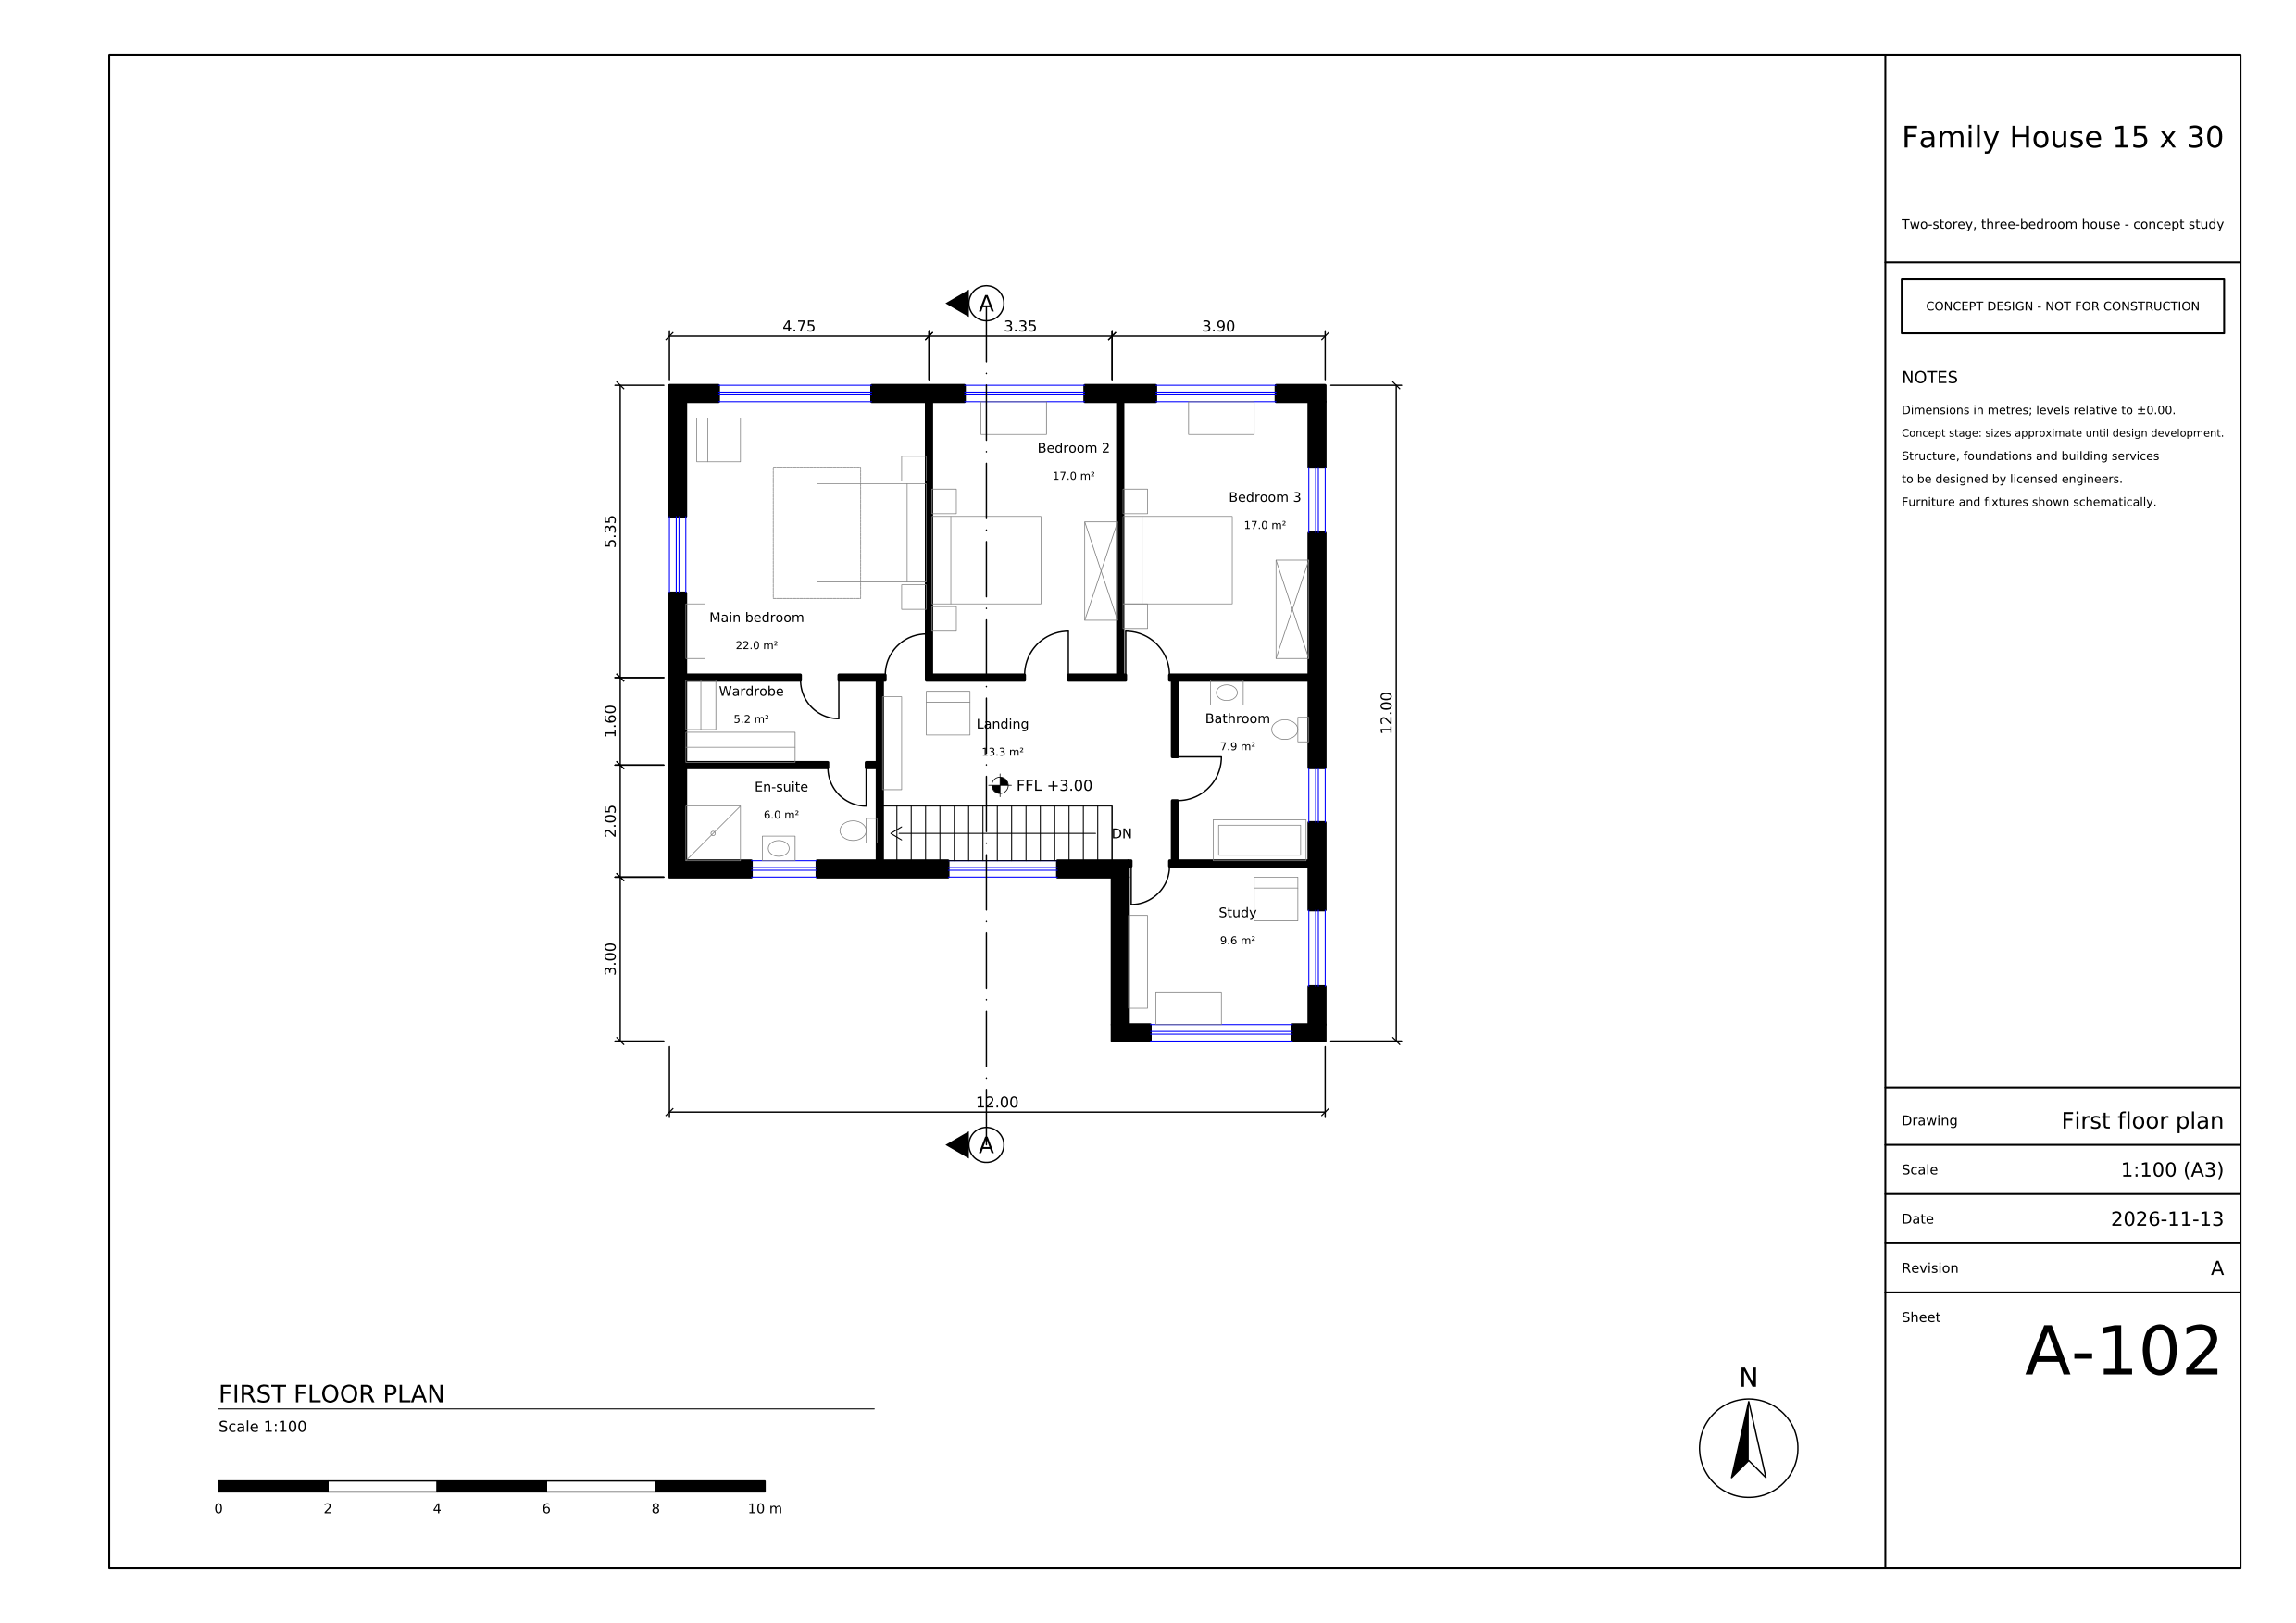 Family House 15 x 30
Two-storey, three-bedroom house - concept study
CONCEPT DESIGN - NOT FOR CONSTRUCTION
NOTES
Dimensions in metres; levels relative to ±0.00.
Concept stage: sizes approximate until design development.
Structure, foundations and building services
to be designed by licensed engineers.
Furniture and fixtures shown schematically.
A
4.75
3.35
3.90
5.35
1.60
2.05
3.00
12.00
Bedroom 2
17.0 m²
Bedroom 3
17.0 m²
Main bedroom
22.0 m²
Wardrobe
5.2 m²
Landing
13.3 m²
Bathroom
7.9 m²
FFL +3.00
En-suite
6.0 m²
DN
Study
9.6 m²
12.00
A
Drawing First floor plan
Scale 1:100 (A3)
Date 2026-11-13
Revision A
Sheet A-102
FIRST FLOOR PLAN
Scale 1:100
0 2 4 6 8 10 m
N